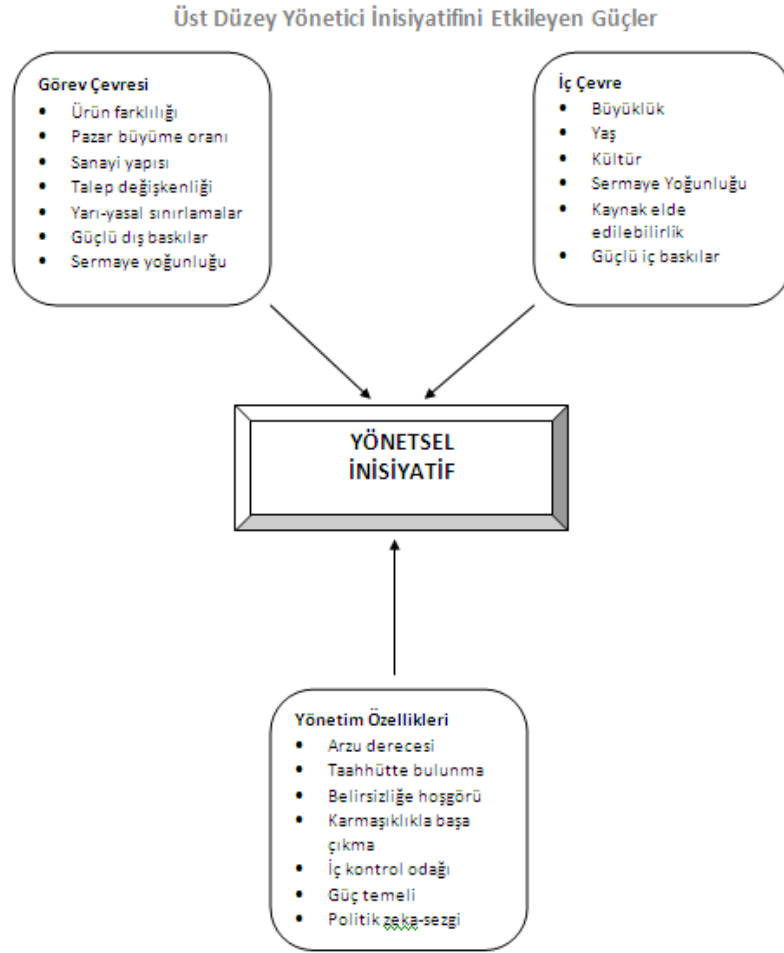 Üst Düzey Yönetici İnisiyatifini Etkileyen Güçler
Görev Çevresi
• Ürün farklılığı
• Pazar büyüme oranı
• Sanayi yapısı
• Talep değişkenliği
• Yarı-yasal sınırlamalar
• Güçlü dış baskılar
• Sermaye yoğunluğu
İç Çevre
• Büyüklük
• Yaş
• Kültür
• Sermaye Yoğunluğu
• Kaynak elde
edilebilirlik
• Güçlü iç baskılar
YÖNETSEL
İNİSİYATİF
Yönetim Özellikleri
• Arzu derecesi
• Taahhütte bulunma
• Belirsizliğe hoşgörü
• Karmaşıklıkla başa
çıkma
• İç kontrol odağı
• Güç temeli
• Politik zeka-sezgi